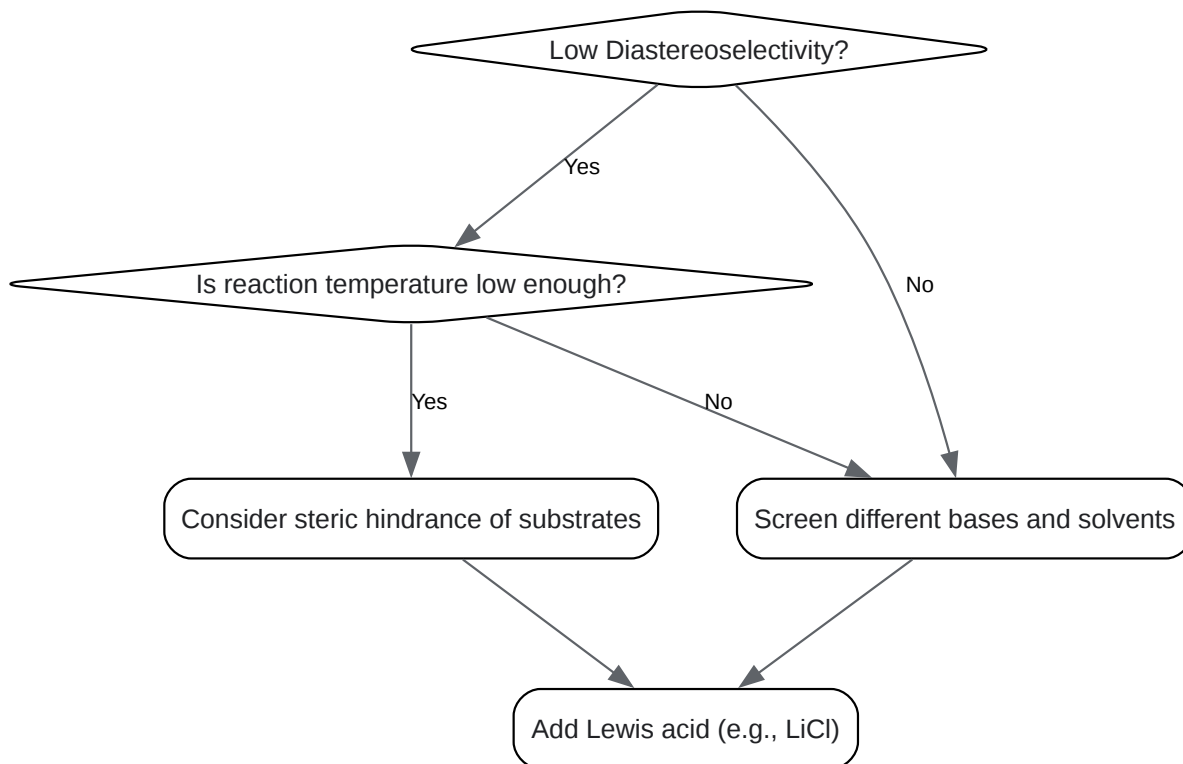 Low Diastereoselectivity?
Yes
Is reaction temperature low enough?
No
Yes
No
Consider steric hindrance of substrates
Screen different bases and solvents
Add Lewis acid (e.g., LiCl)